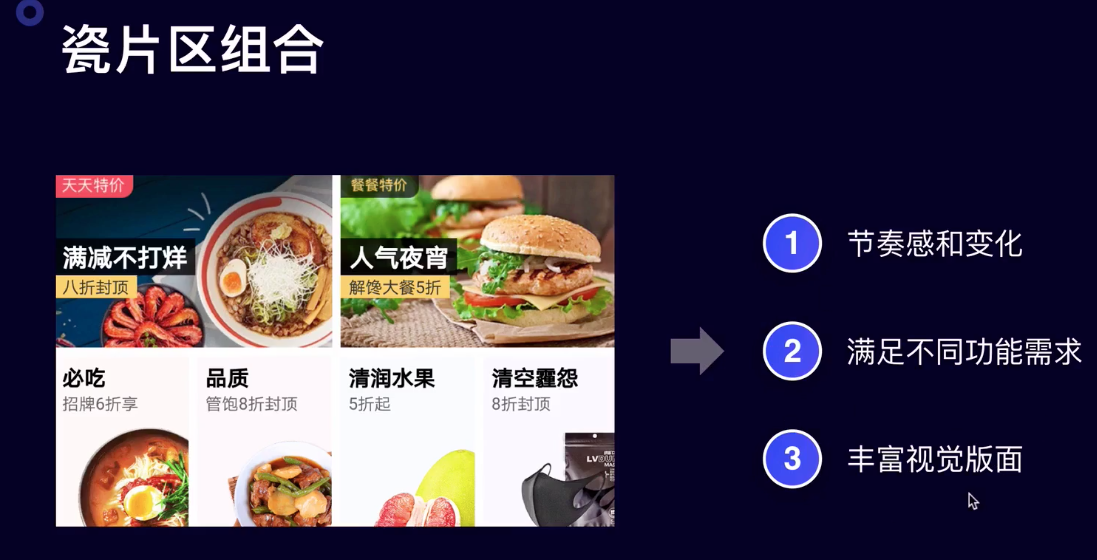 瓷片区组合
天天特价
满减不打烊
八折封顶
餐餐特价
人气夜宵
解馋大餐5折
必吃
招牌6折享
品质
管饱8折封顶
清润水果
5折起
清空霾怨
8折封顶
1 节奏感和变化
2 满足不同功能需求
3 丰富视觉版面